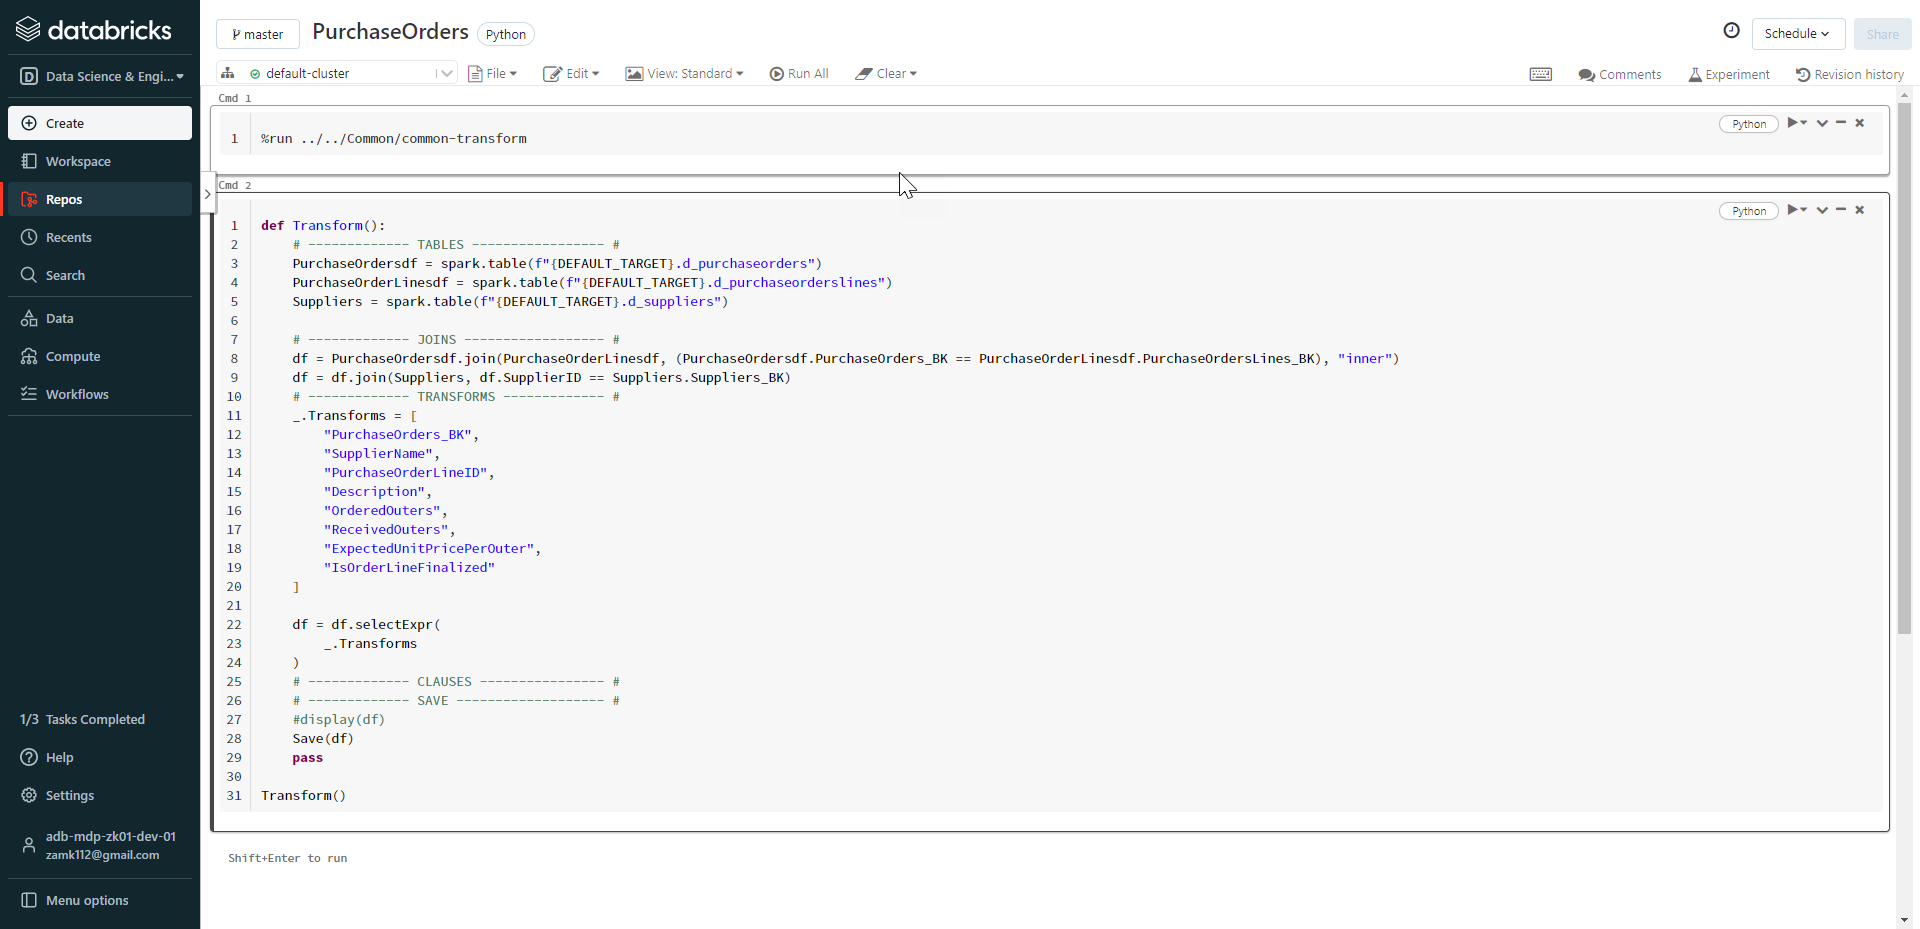 databricks
Data Science & Engi...
Create
Workspace
Repos
Recents
Search
Data
Compute
Workflows
1/3 Tasks Completed
Help
Settings
adb-mdp-zk01-dev-01
zamk112@gmail.com
Menu options
master
PurchaseOrders
Python
Schedule
Share
default-cluster
File
Edit
View: Standard
Run All
Clear
Comments
Experiment
Revision history
Cmd 1
Python
1 %run ../../Common/common-transform
Cmd 2
Python
1 def Transform():
2     # ------------- TABLES ----------------- #
3     PurchaseOrdersdf = spark.table(f"{DEFAULT_TARGET}.d_purchaseorders")
4     PurchaseOrderLinesdf = spark.table(f"{DEFAULT_TARGET}.d_purchaseorderslines")
5     Suppliers = spark.table(f"{DEFAULT_TARGET}.d_suppliers")
6
7     # ------------- JOINS ------------------ #
8     df = PurchaseOrdersdf.join(PurchaseOrderLinesdf, (PurchaseOrdersdf.PurchaseOrders_BK == PurchaseOrderLinesdf.PurchaseOrdersLines_BK), "inner")
9     df = df.join(Suppliers, df.SupplierID == Suppliers.Suppliers_BK)
10     # ------------- TRANSFORMS ------------- #
11     _.Transforms = [
12         "PurchaseOrders_BK",
13         "SupplierName",
14         "PurchaseOrderLineID",
15         "Description",
16         "OrderedOuters",
17         "ReceivedOuters",
18         "ExpectedUnitPricePerOuter",
19         "IsOrderLineFinalized"
20     ]
21
22     df = df.selectExpr(
23         _.Transforms
24     )
25     # ------------- CLAUSES ---------------- #
26     # ------------- SAVE ------------------- #
27     #display(df)
28     Save(df)
29     pass
30
31 Transform()
Shift+Enter to run